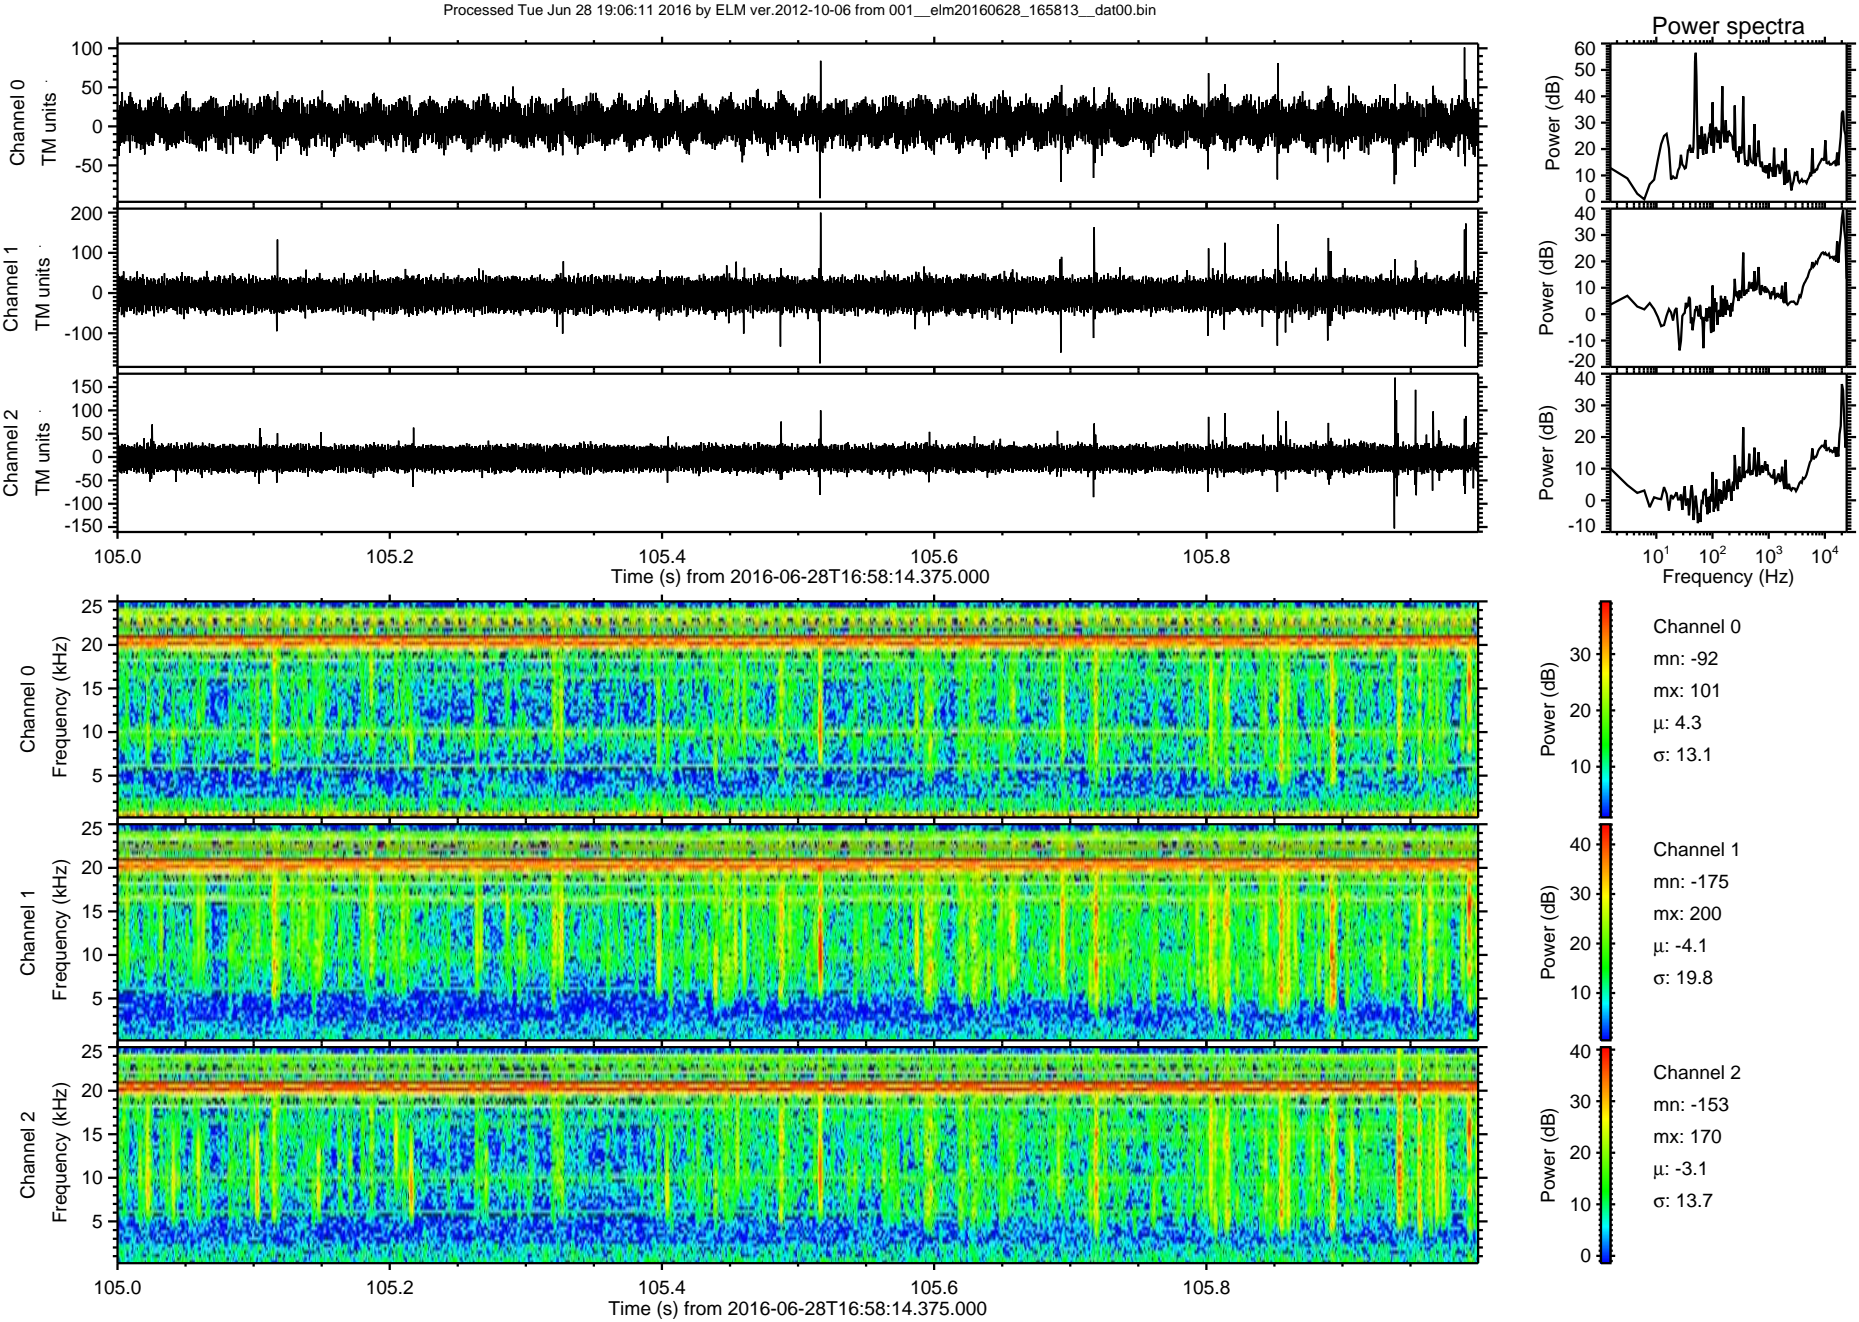 Processed Tue Jun 28 19:06:11 2016 by ELM ver.2012-10-06 from 001__elm20160628_165813__dat00.bin
Power spectra
Channel 0
TM units
100
50
0
-50
Power (dB)
60
50
40
30
20
10
0
Channel 1
TM units
200
100
0
-100
Power (dB)
40
30
20
10
0
-10
-20
Channel 2
TM units
150
100
50
0
-50
-100
-150
Power (dB)
40
30
20
10
0
-10
105.0 105.2 105.4 105.6 105.8
Time (s) from 2016-06-28T16:58:14.375.000
10¹ 10² 10³ 10⁴
Frequency (Hz)
Channel 0
Frequency (kHz)
25
20
15
10
5
Power (dB)
30
20
10
Channel 0
mn: -92
mx: 101
μ: 4.3
σ: 13.1
Channel 1
Frequency (kHz)
25
20
15
10
5
Power (dB)
40
30
20
10
Channel 1
mn: -175
mx: 200
μ: -4.1
σ: 19.8
Channel 2
Frequency (kHz)
25
20
15
10
5
Power (dB)
40
30
20
10
0
Channel 2
mn: -153
mx: 170
μ: -3.1
σ: 13.7
105.0 105.2 105.4 105.6 105.8
Time (s) from 2016-06-28T16:58:14.375.000